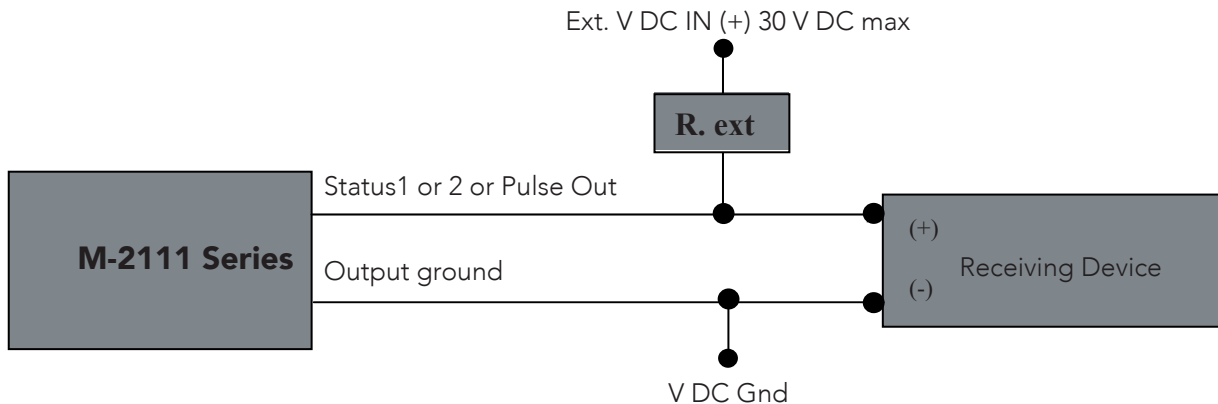 Ext. V DC IN (+) 30 V DC max
R. ext
Status1 or 2 or Pulse Out
M-2111 Series
Output ground
(+)
Receiving Device
(-)
V DC Gnd